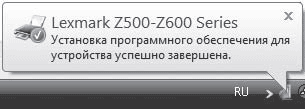 Lexmark Z500-Z600 Series
Установка программного обеспечения для
устройства успешно завершена.
RU